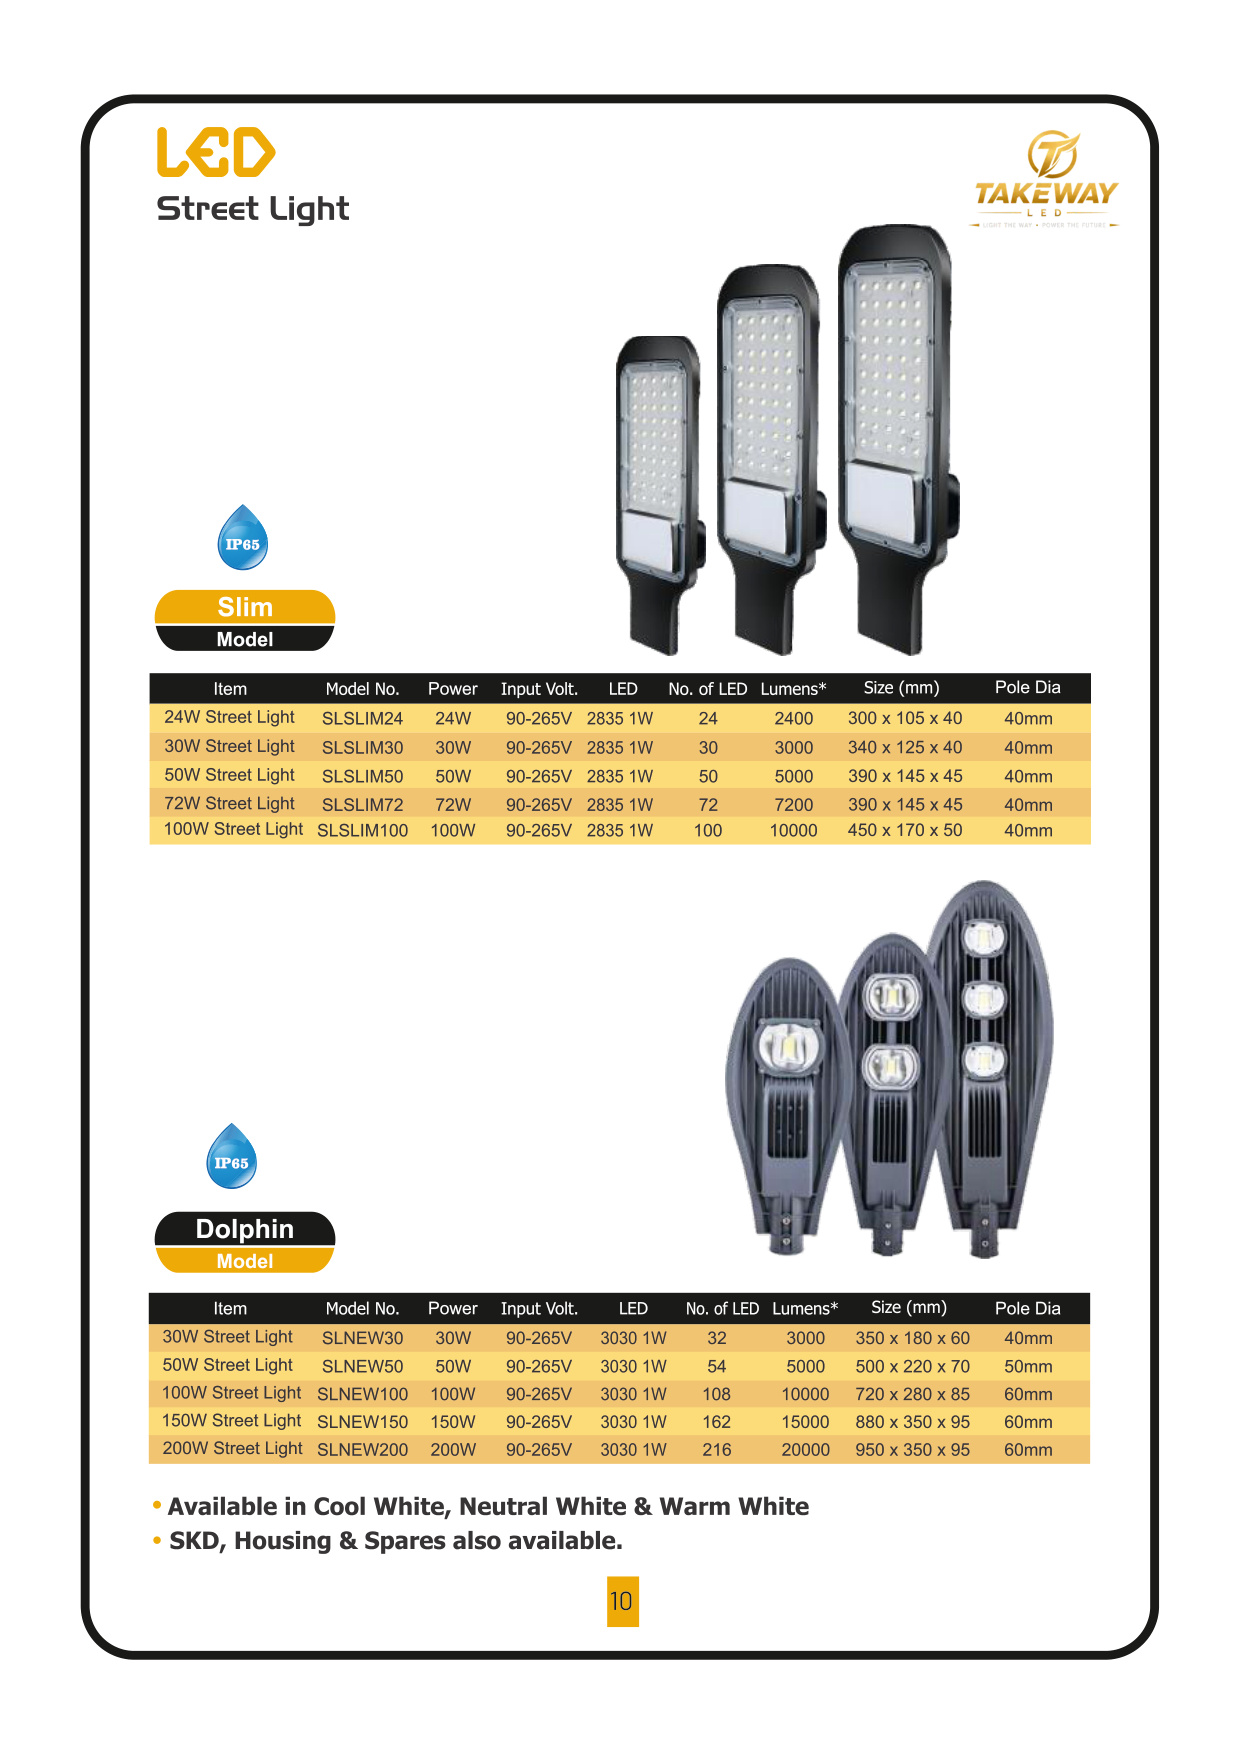 LED
Street Light
TAKEWAY
LED
LIGHT THE WAY • POWER THE FUTURE
IP65
Slim
Model
Item Model No. Power Input Volt. LED No. of LED Lumens* Size (mm) Pole Dia
24W Street Light SLSLIM24 24W 90-265V 2835 1W 24 2400 300 x 105 x 40 40mm
30W Street Light SLSLIM30 30W 90-265V 2835 1W 30 3000 340 x 125 x 40 40mm
50W Street Light SLSLIM50 50W 90-265V 2835 1W 50 5000 390 x 145 x 45 40mm
72W Street Light SLSLIM72 72W 90-265V 2835 1W 72 7200 390 x 145 x 45 40mm
100W Street Light SLSLIM100 100W 90-265V 2835 1W 100 10000 450 x 170 x 50 40mm
IP65
Dolphin
Model
Item Model No. Power Input Volt. LED No. of LED Lumens* Size (mm) Pole Dia
30W Street Light SLNEW30 30W 90-265V 3030 1W 32 3000 350 x 180 x 60 40mm
50W Street Light SLNEW50 50W 90-265V 3030 1W 54 5000 500 x 220 x 70 50mm
100W Street Light SLNEW100 100W 90-265V 3030 1W 108 10000 720 x 280 x 85 60mm
150W Street Light SLNEW150 150W 90-265V 3030 1W 162 15000 880 x 350 x 95 60mm
200W Street Light SLNEW200 200W 90-265V 3030 1W 216 20000 950 x 350 x 95 60mm
• Available in Cool White, Neutral White & Warm White
• SKD, Housing & Spares also available.
10